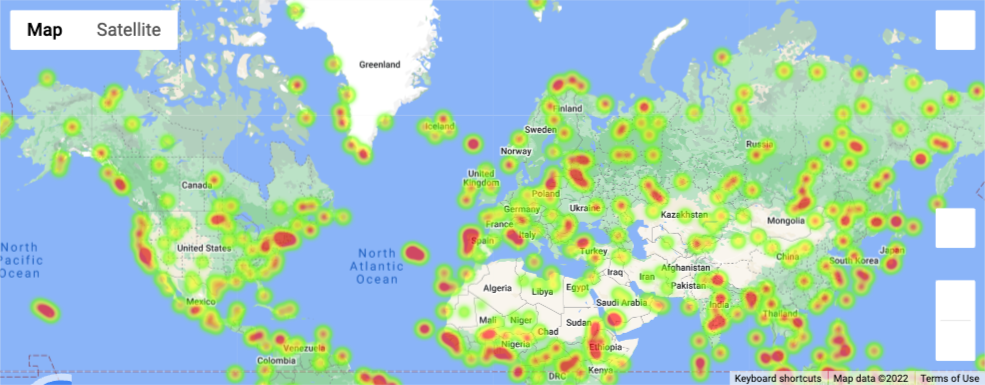 Map Satellite
Greenland
Finland
Iceland
Sweden
Norway
Russia
United
Kingdom
Canada
Poland
Germany
Ukraine
Kazakhstan
Mongolia
France
Italy
Spain
Turkey
United States
North
Pacific
Ocean
North
Atlantic
Ocean
China
Japan
South Korea
Afghanistan
Iraq
Iran
Pakistan
Algeria
Libya
Egypt
Saudi Arabia
India
Mexico
Mali Niger
Chad
Sudan
Thailand
Nigeria
Ethiopia
Venezuela
Colombia
DRC
Kenya
Keyboard shortcuts Map data ©2022 Terms of Use